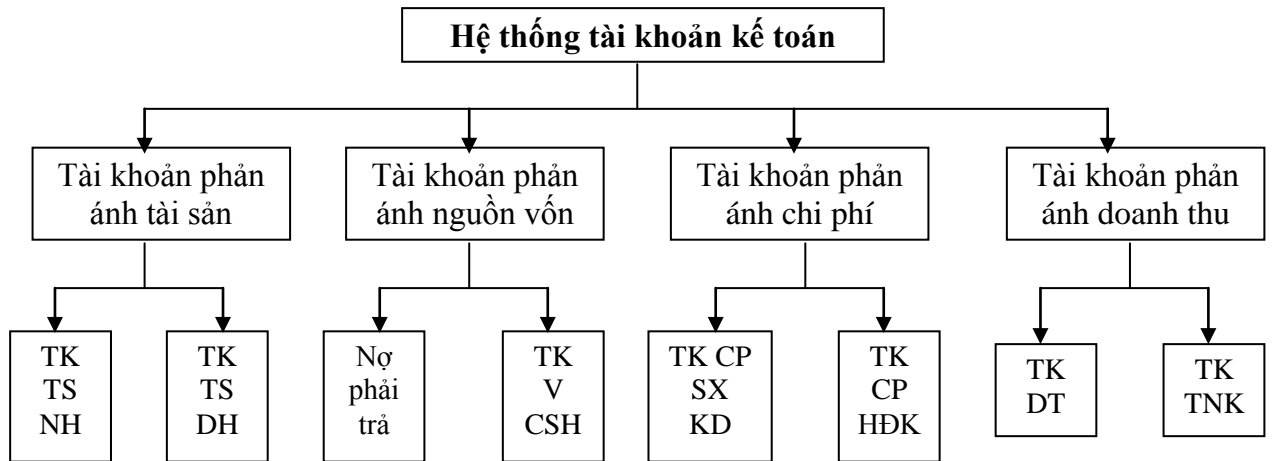 Hệ thống tài khoản kế toán
Tài khoản phản
ánh tài sản
Tài khoản phản
ánh nguồn vốn
Tài khoản phản
ánh chi phí
Tài khoản phản
ánh doanh thu
TK
TS
NH
TK
TS
DH
Nợ
phải
trả
TK
V
CSH
TK CP
SX
KD
TK
CP
HĐK
TK
DT
TK
TNK